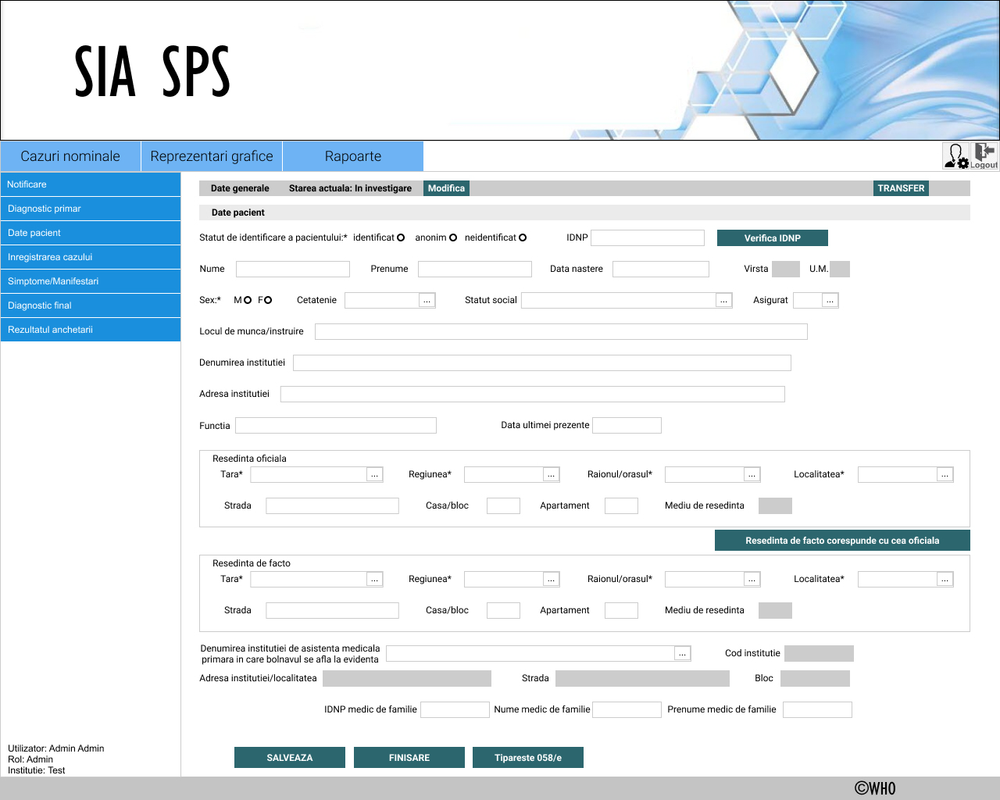 SIA SPS
Cazuri nominale Reprezentari grafice Rapoarte
Logout
Notificare
Diagnostic primar
Date pacient
Inregistrarea cazului
Simptome/Manifestari
Diagnostic final
Rezultatul anchetarii
Date generale Starea actuala: In investigare Modifica TRANSFER
Date pacient
Statut de identificare a pacientului:* identificat anonim neidentificat IDNP Verifica IDNP
Nume Prenume Data nastere Virsta U.M.
Sex:* M F Cetatenie ... Statut social ... Asigurat ...
Locul de munca/instruire
Denumirea institutiei
Adresa institutiei
Functia Data ultimei prezente
Resedinta oficiala
Tara* ... Regiunea* ... Raionul/orasul* ... Localitatea* ...
Strada Casa/bloc Apartament Mediu de resedinta
Resedinta de facto corespunde cu cea oficiala
Resedinta de facto
Tara* ... Regiunea* ... Raionul/orasul* ... Localitatea* ...
Strada Casa/bloc Apartament Mediu de resedinta
Denumirea institutiei de asistenta medicala
primara in care bolnavul se afla la evidenta ... Cod institutie
Adresa institutiei/localitatea Strada Bloc
IDNP medic de familie Nume medic de familie Prenume medic de familie
SALVEAZA FINISARE Tipareste 058/e
Utilizator: Admin Admin
Rol: Admin
Institutie: Test
©WHO